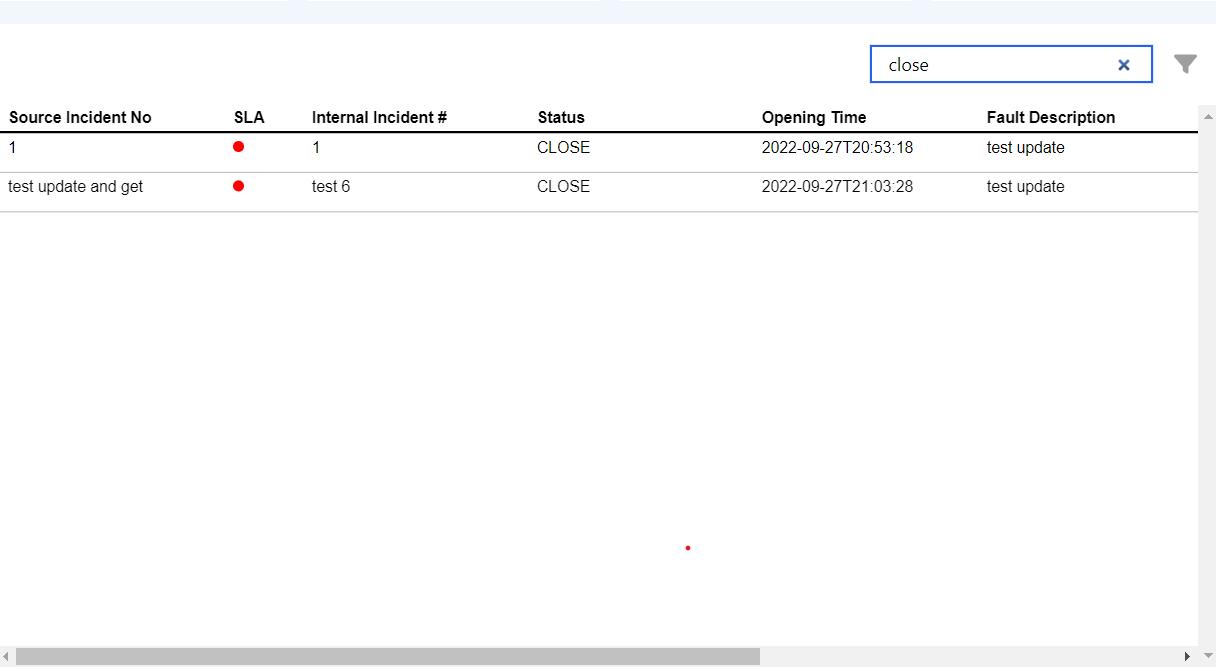 close
Source Incident No SLA Internal Incident # Status Opening Time Fault Description
1 1 CLOSE 2022-09-27T20:53:18 test update
test update and get test 6 CLOSE 2022-09-27T21:03:28 test update